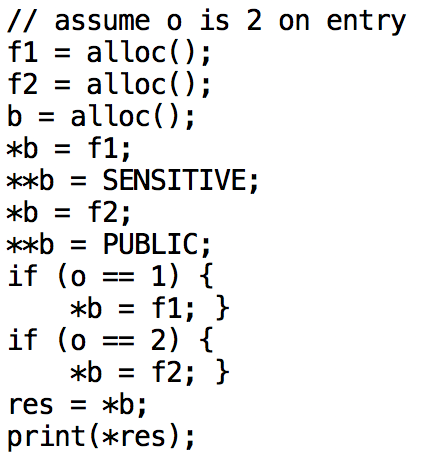 // assume o is 2 on entry
f1 = alloc();
f2 = alloc();
b = alloc();
*b = f1;
**b = SENSITIVE;
*b = f2;
**b = PUBLIC;
if (o == 1) {
    *b = f1; }
if (o == 2) {
    *b = f2; }
res = *b;
print(*res);